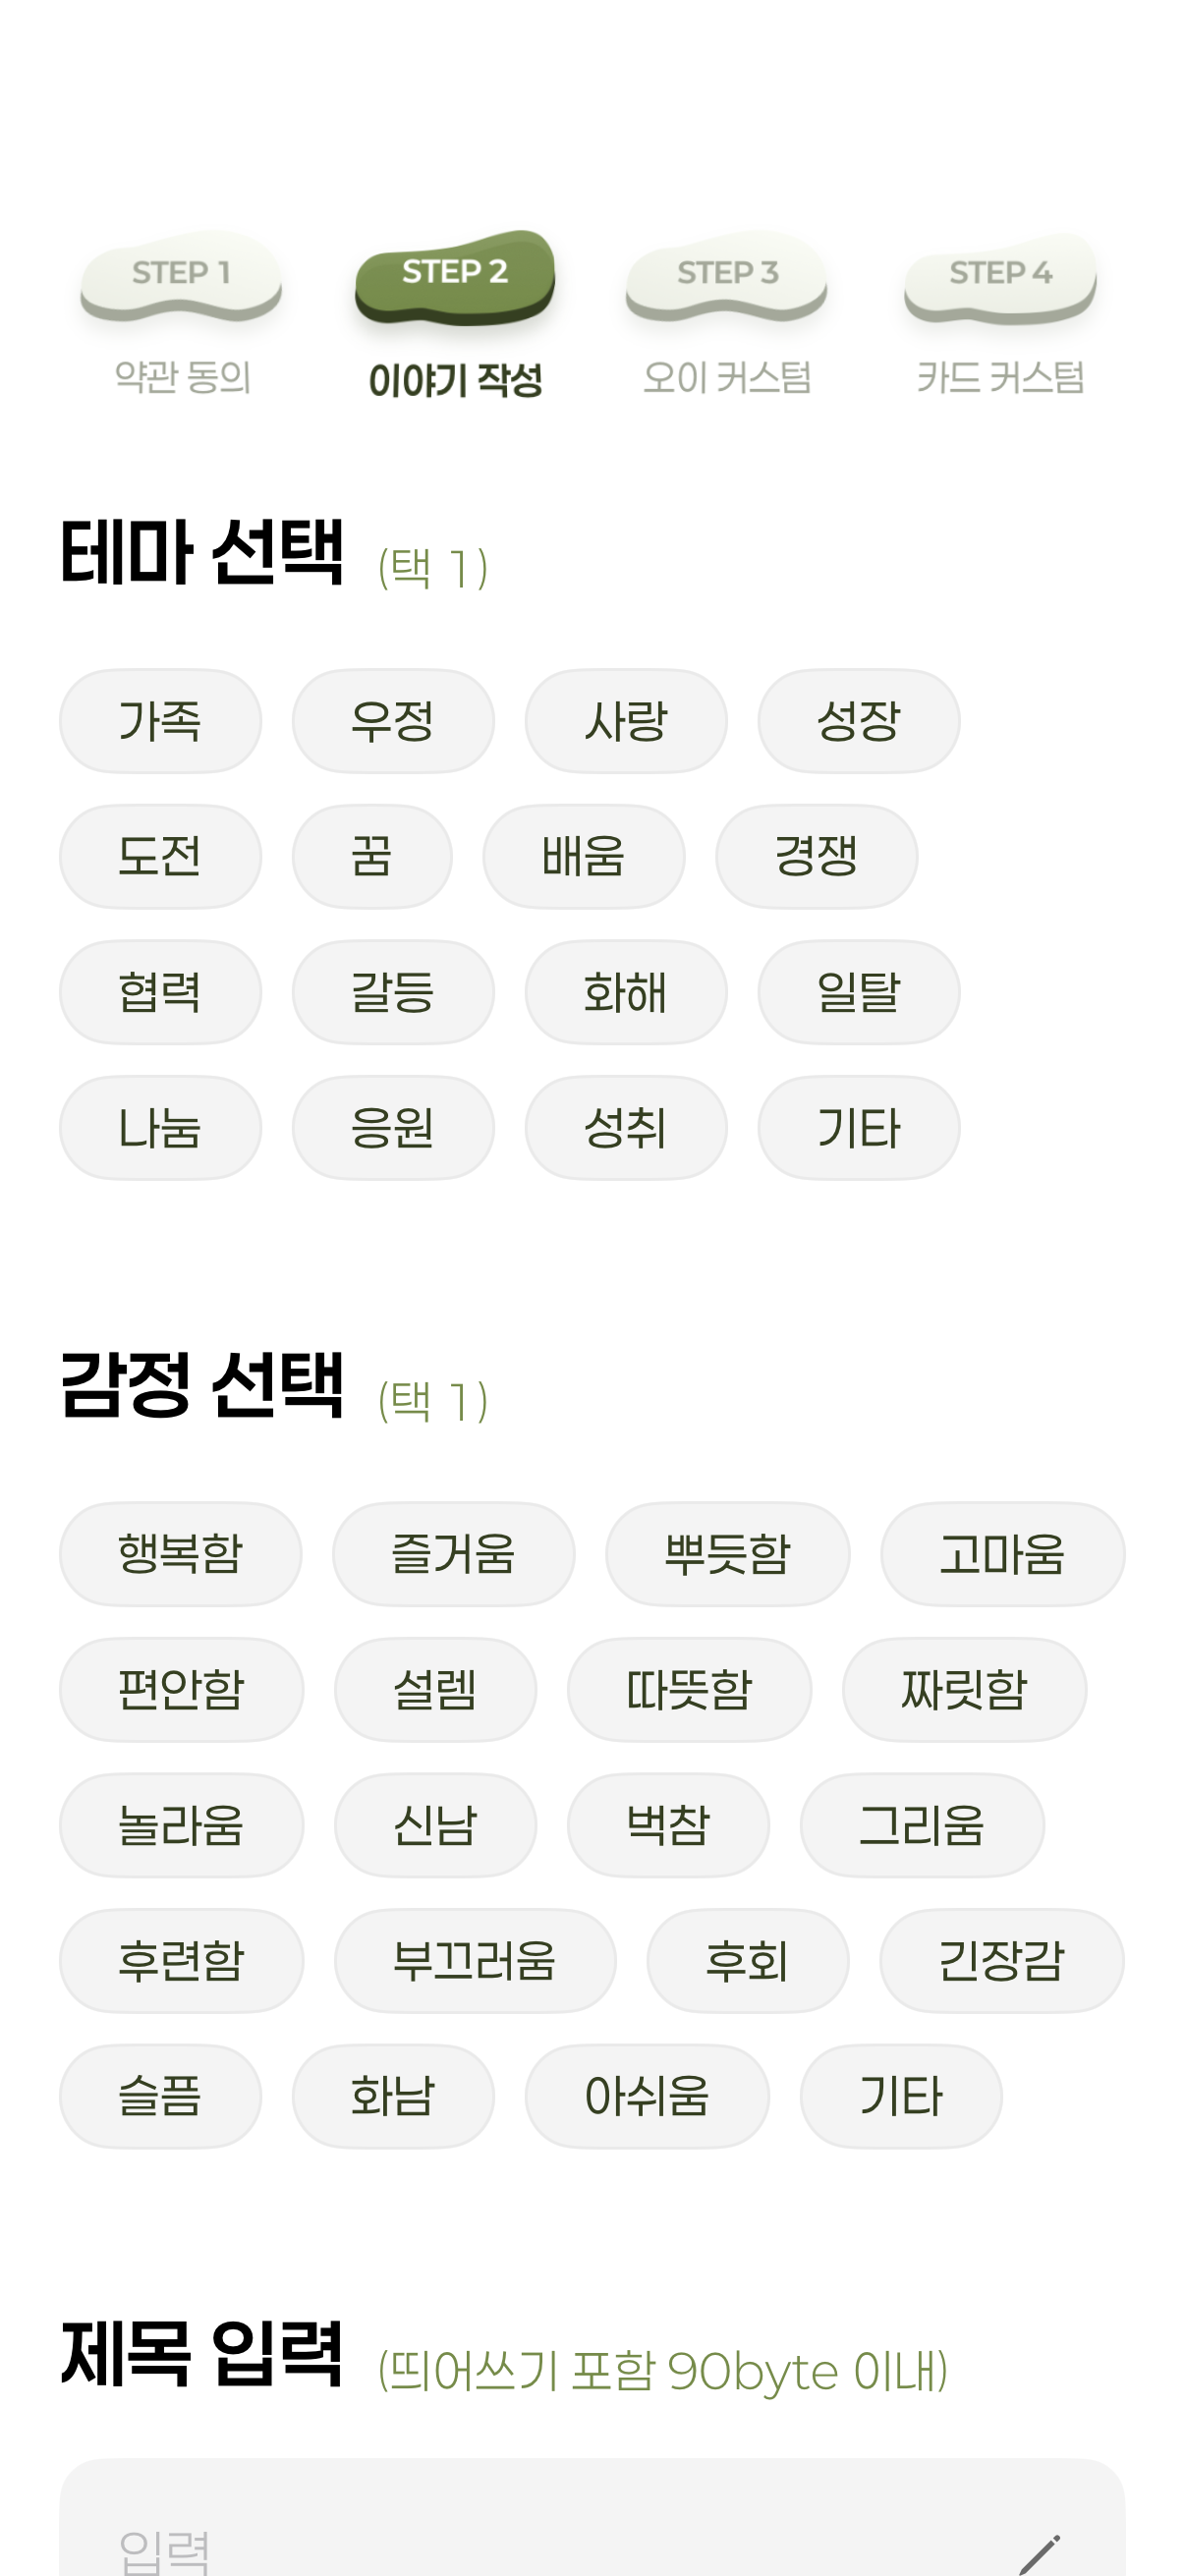 STEP 1 STEP 2 STEP 3 STEP 4
약관 동의 이야기 작성 오이 커스텀 카드 커스텀
테마 선택 (택 1)
가족 우정 사랑 성장
도전 꿈 배움 경쟁
협력 갈등 화해 일탈
나눔 응원 성취 기타
감정 선택 (택 1)
행복함 즐거움 뿌듯함 고마움
편안함 설렘 따뜻함 짜릿함
놀라움 신남 벅참 그리움
후련함 부끄러움 후회 긴장감
슬픔 화남 아쉬움 기타
제목 입력 (띄어쓰기 포함 90byte 이내)
입력